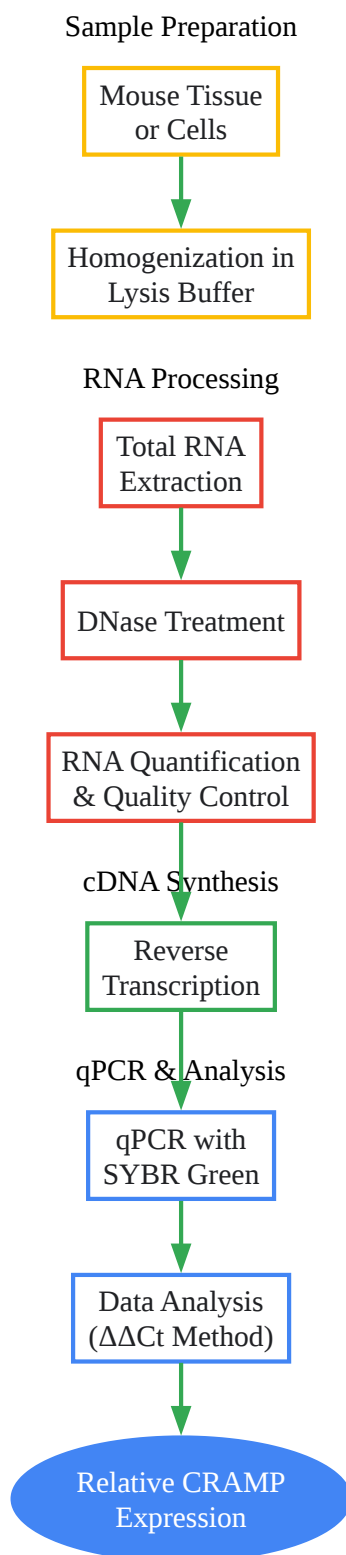 Sample Preparation
Mouse Tissue
or Cells
Homogenization in
Lysis Buffer
RNA Processing
Total RNA
Extraction
DNase Treatment
RNA Quantification
& Quality Control
cDNA Synthesis
Reverse
Transcription
qPCR & Analysis
qPCR with
SYBR Green
Data Analysis
(ΔΔCt Method)
Relative CRAMP
Expression